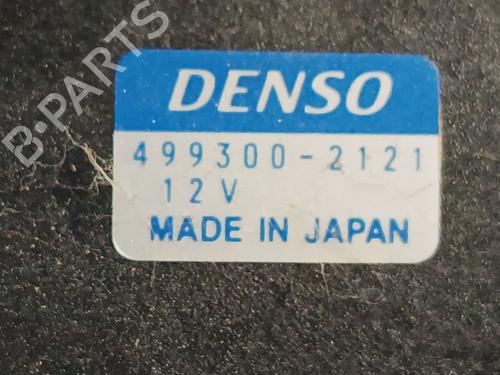 B-PARTS
DENSO
499300-2121
12V
MADE IN JAPAN